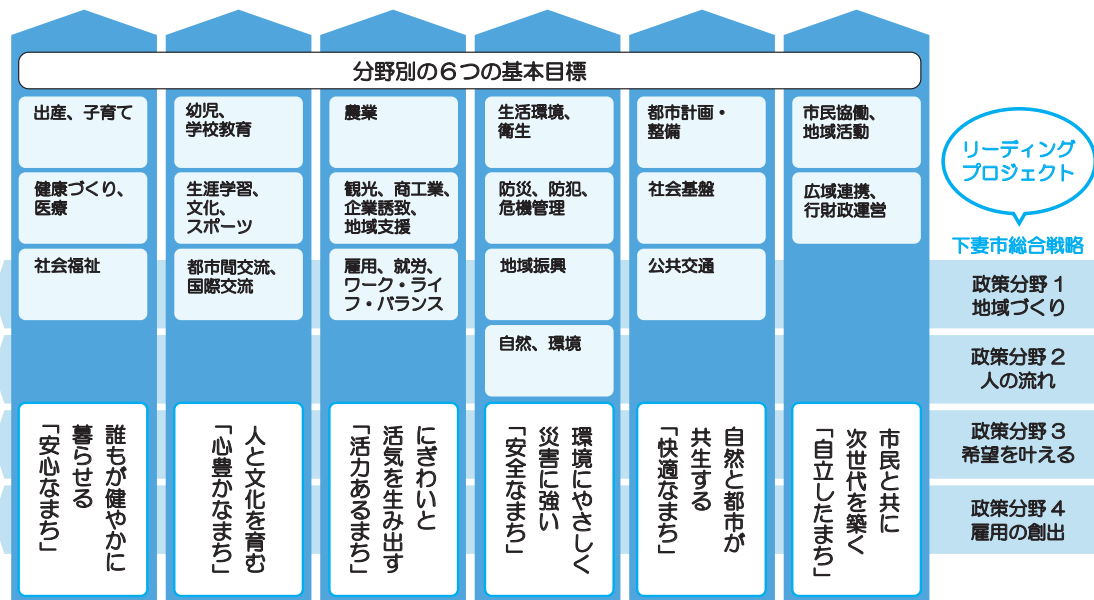 分野別の6つの基本目標
出産、子育て
健康づくり、
医療
社会福祉
誰もが健やかに
暮らせる
「安心なまち」
幼児、
学校教育
生涯学習、
文化、
スポーツ
都市間交流、
国際交流
人と文化を育む
「心豊かなまち」
農業
観光、商工業、
企業誘致、
地域支援
雇用、就労、
ワーク・ライ
フ・バランス
にぎわいと
活気を生み出す
「活力あるまち」
生活環境、
衛生
防災、防犯、
危機管理
地域振興
自然、環境
環境にやさしく
災害に強い
「安全なまち」
都市計画・
整備
社会基盤
公共交通
自然と都市が
共生する
「快適なまち」
市民協働、
地域活動
広域連携、
行財政運営
市民と共に
次世代を築く
「自立したまち」
リーディング
プロジェクト
下妻市総合戦略
政策分野1
地域づくり
政策分野2
人の流れ
政策分野3
希望を叶える
政策分野4
雇用の創出